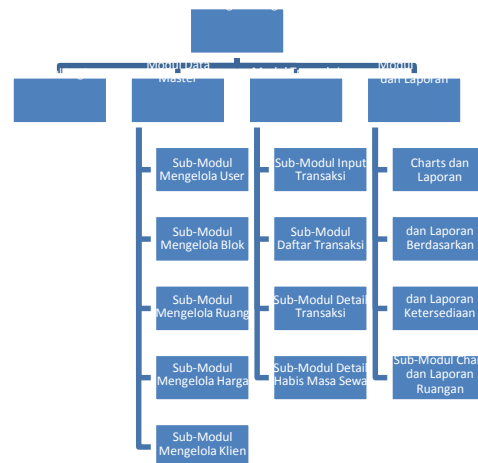 Modul Data
Master
Modul
dan Laporan
Sub-Modul
Mengelola User
Sub-Modul
Mengelola Blok
Sub-Modul
Mengelola Ruang
Sub-Modul
Mengelola Harga
Sub-Modul
Mengelola Klien
Sub-Modul Input
Transaksi
Sub-Modul
Daftar Transaksi
Sub-Modul Detail
Transaksi
Sub-Modul Detail
Habis Masa Sewa
Charts dan
Laporan
dan Laporan
Berdasarkan
dan Laporan
Ketersediaan
Sub-Modul
dan Laporan
Ruangan